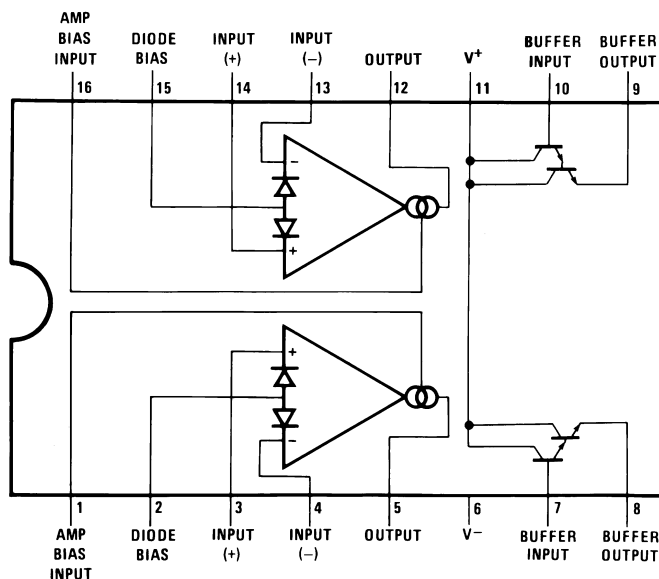 AMP BIAS INPUT
DIODE BIAS
INPUT (+)
INPUT (−)
OUTPUT
V+
BUFFER INPUT
BUFFER OUTPUT
16 15 14 13 12 11 10 9
−
+
+
−
1 2 3 4 5 6 7 8
AMP BIAS INPUT
DIODE BIAS
INPUT (+)
INPUT (−)
OUTPUT
V−
BUFFER INPUT
BUFFER OUTPUT